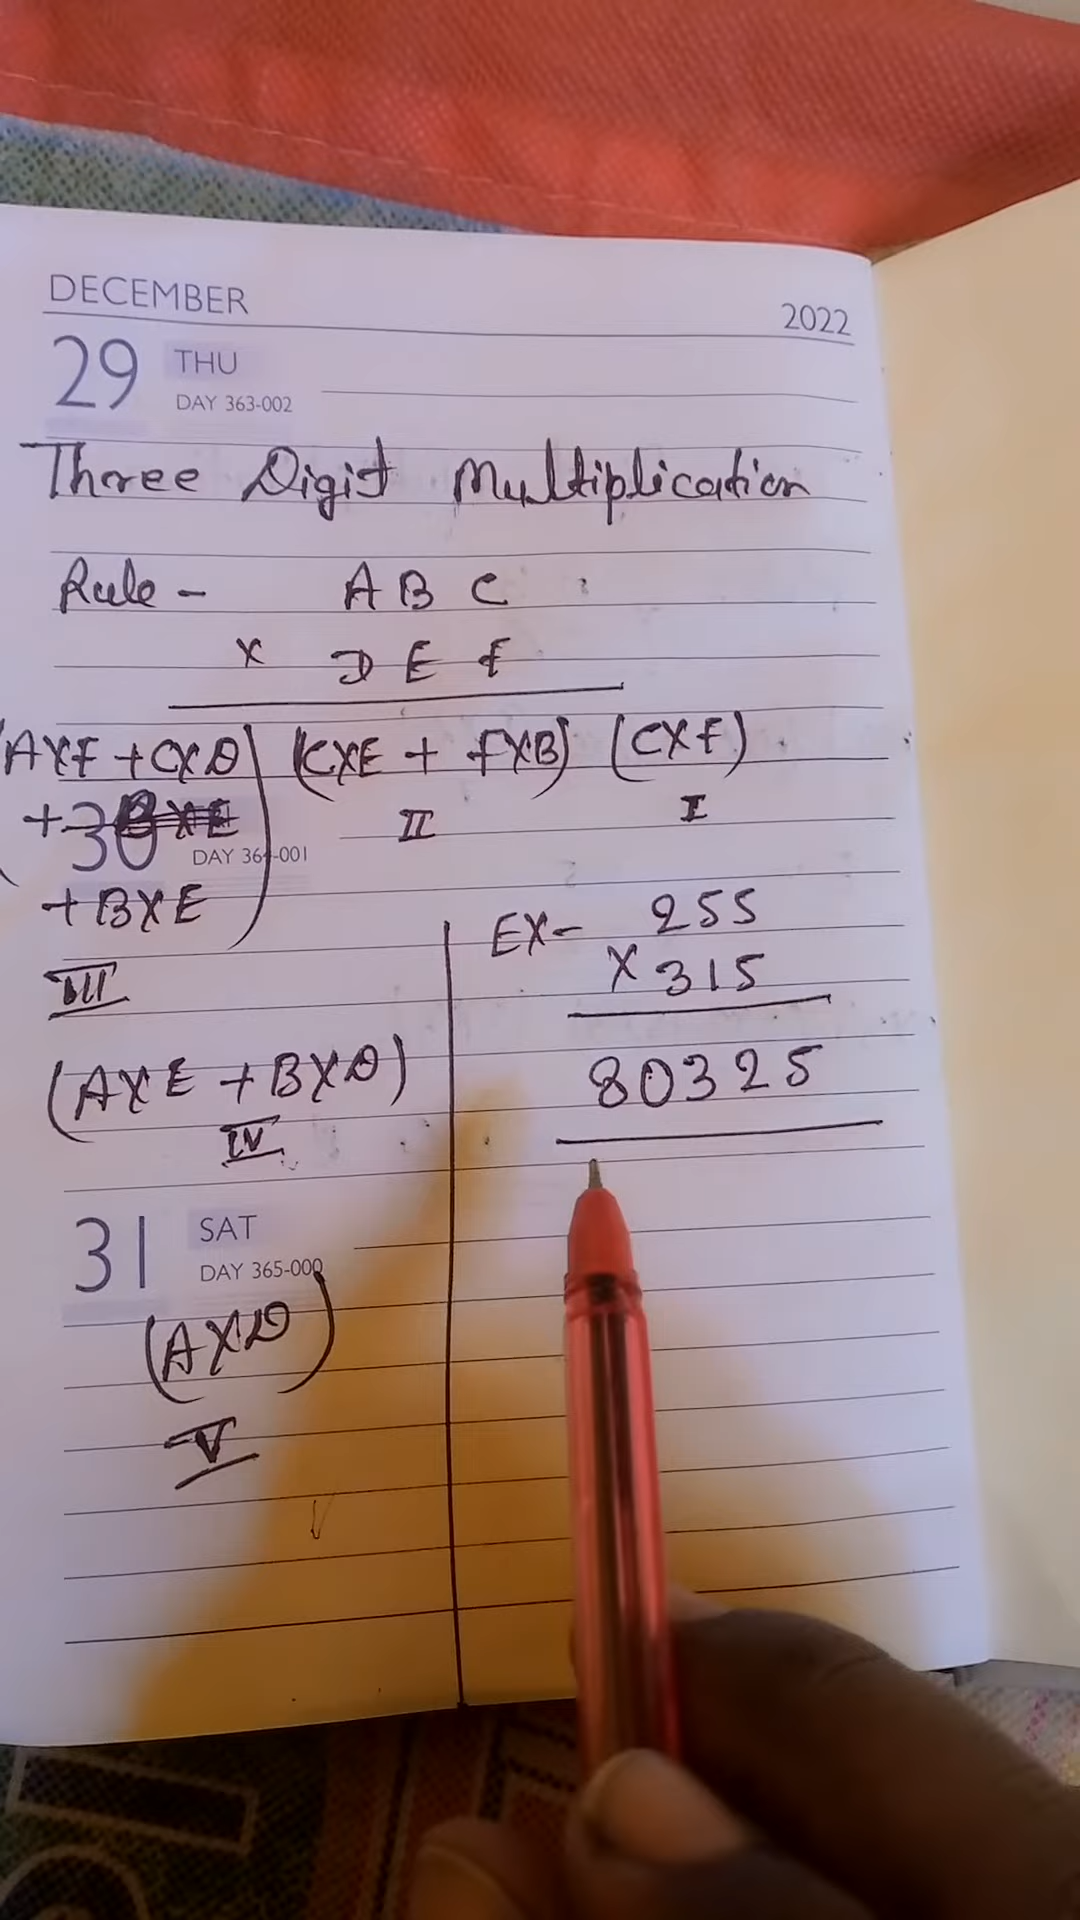 DECEMBER 2022
29 THU
DAY 363-002
Three Digit Multiplication
Rule - A B C
X D E F
(AXF + CXD (CXE + FXB) (CXF)
+ BXE
30
DAY 364-001
+ BXE)
II I
III
EX- 255
X 315
80325
(AXE + BXD)
IV
31 SAT
DAY 365-000
(AXD)
V